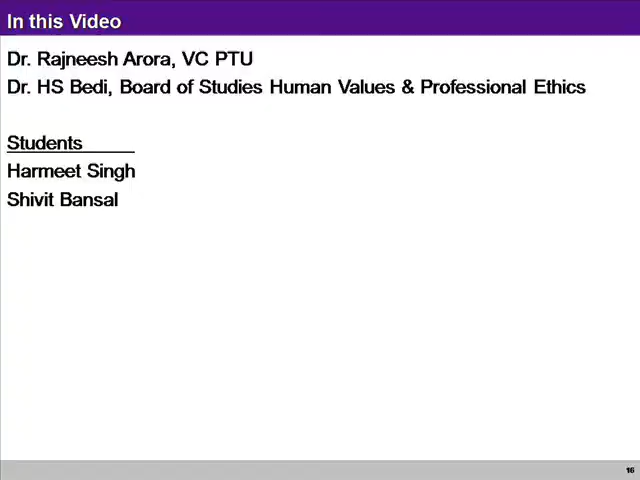 In this Video
Dr. Rajneesh Arora, VC PTU
Dr. HS Bedi, Board of Studies Human Values & Professional Ethics
Students
Harmeet Singh
Shivit Bansal
16